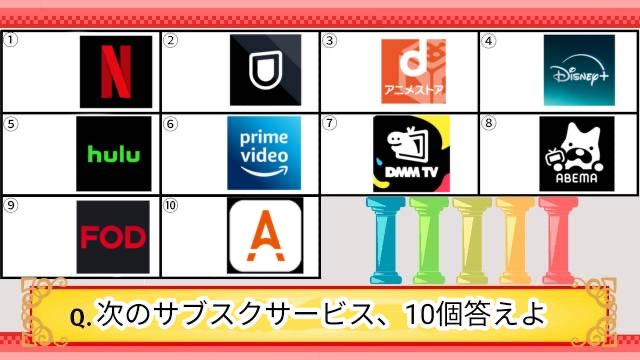 ①
N
②
U
③
d
アニメストア
④
Disney+
⑤
hulu
⑥
prime
video
⑦
DMM TV
⑧
ABEMA
⑨
FOD
⑩
A
Q.次のサブスクサービス、10個答えよ